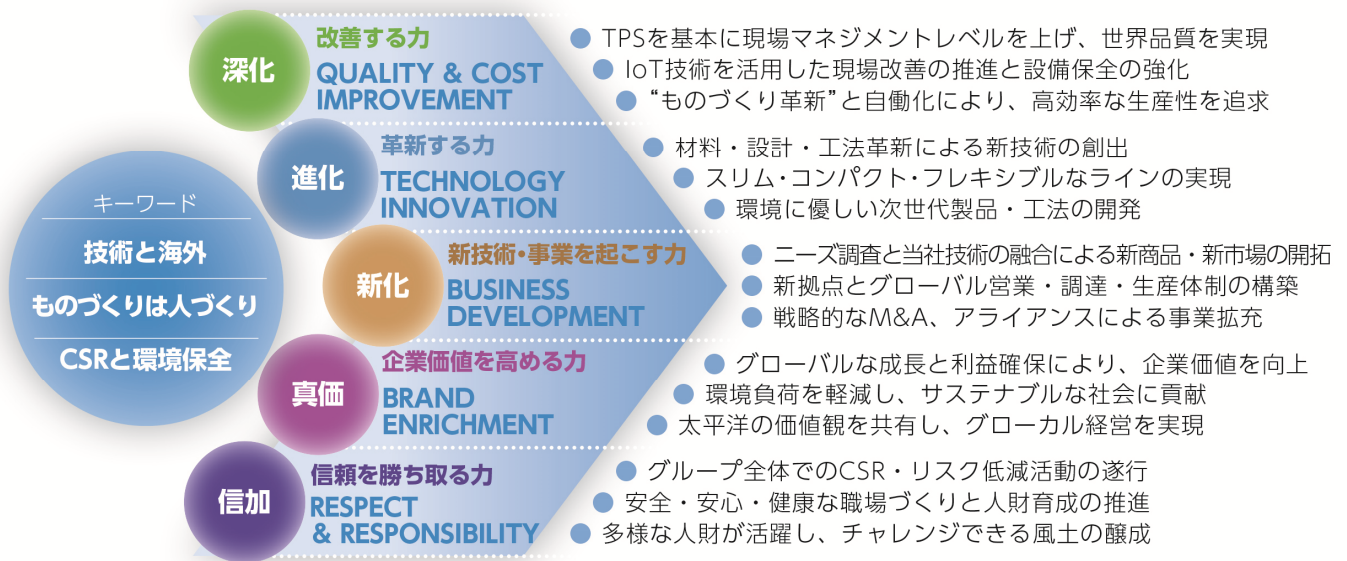 キーワード
技術と海外
ものづくりは人づくり
CSRと環境保全
深化
改善する力
QUALITY & COST
IMPROVEMENT
● TPSを基本に現場マネジメントレベルを上げ、世界品質を実現
● IoT技術を活用した現場改善の推進と設備保全の強化
● “ものづくり革新”と自働化により、高効率な生産性を追求
進化
革新する力
TECHNOLOGY
INNOVATION
● 材料・設計・工法革新による新技術の創出
● スリム・コンパクト・フレキシブルなラインの実現
● 環境に優しい次世代製品・工法の開発
新化
新技術・事業を起こす力
BUSINESS
DEVELOPMENT
● ニーズ調査と当社技術の融合による新商品・新市場の開拓
● 新拠点とグローバル営業・調達・生産体制の構築
● 戦略的なM&A、アライアンスによる事業拡充
真価
企業価値を高める力
BRAND
ENRICHMENT
● グローバルな成長と利益確保により、企業価値を向上
● 環境負荷を軽減し、サステナブルな社会に貢献
● 太平洋の価値観を共有し、グローカル経営を実現
信加
信頼を勝ち取る力
RESPECT
& RESPONSIBILITY
● グループ全体でのCSR・リスク低減活動の遂行
● 安全・安心・健康な職場づくりと人財育成の推進
● 多様な人財が活躍し、チャレンジできる風土の醸成